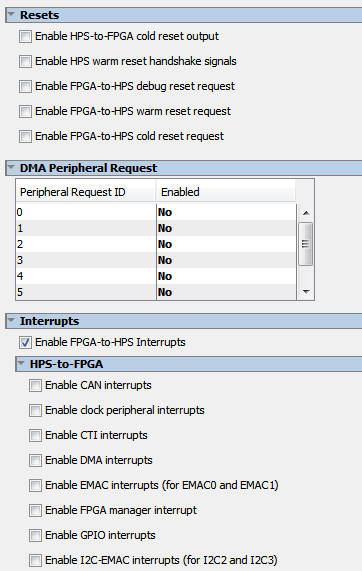 Resets
Enable HPS-to-FPGA cold reset output
Enable HPS warm reset handshake signals
Enable FPGA-to-HPS debug reset request
Enable FPGA-to-HPS warm reset request
Enable FPGA-to-HPS cold reset request
DMA Peripheral Request
Peripheral Request ID Enabled
0 No
1 No
2 No
3 No
4 No
5 No
Interrupts
Enable FPGA-to-HPS Interrupts
HPS-to-FPGA
Enable CAN interrupts
Enable clock peripheral interrupts
Enable CTI interrupts
Enable DMA interrupts
Enable EMAC interrupts (for EMAC0 and EMAC1)
Enable FPGA manager interrupt
Enable GPIO interrupts
Enable I2C-EMAC interrupts (for I2C2 and I2C3)